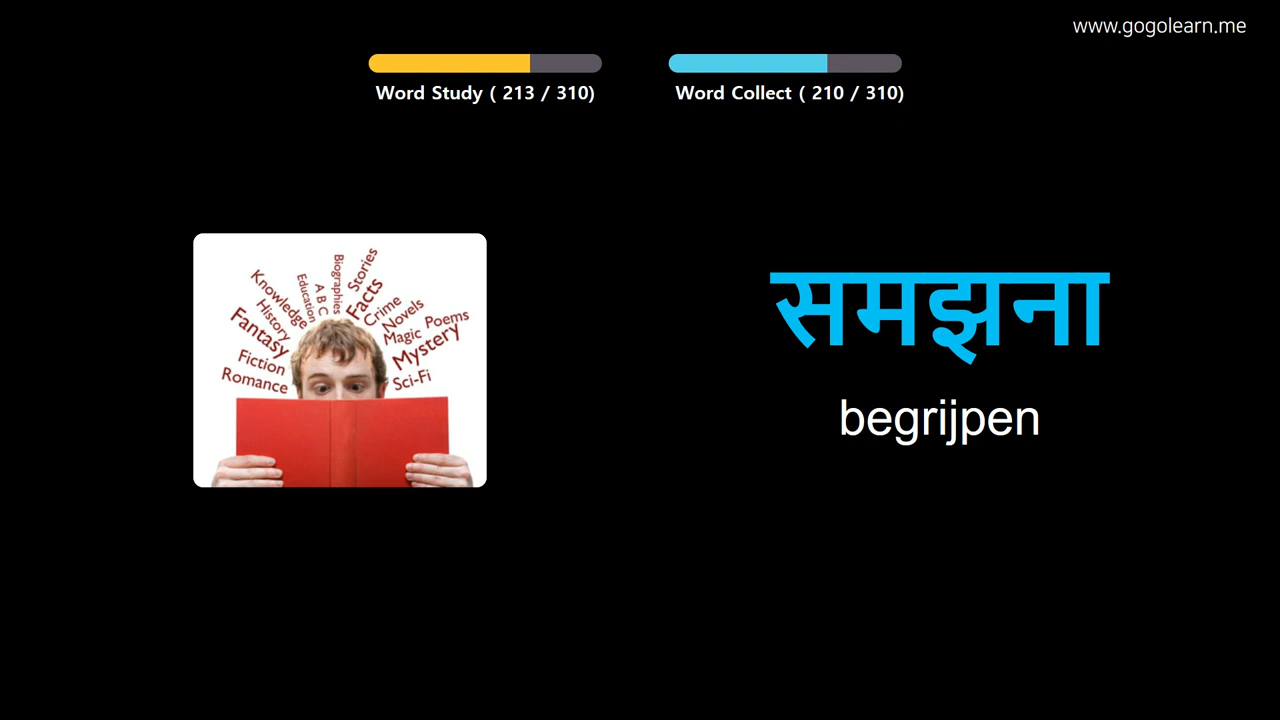 www.gogolearn.me
Word Study ( 213 / 310)
Word Collect ( 210 / 310)
Biographies
Stories
Knowledge
Education
A B C
Facts
History
Crime
Novels
Fantasy
Magic
Poems
Mystery
Fiction
Romance
Sci-Fi
समझना
begrijpen